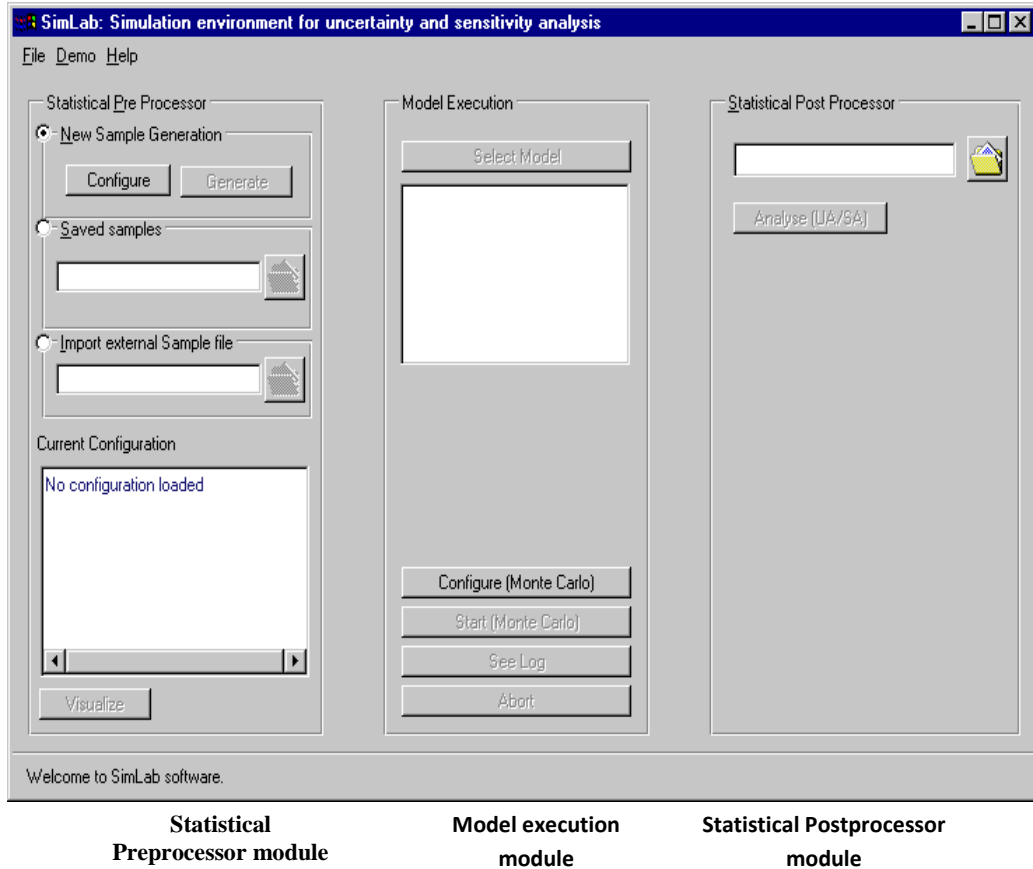 SimLab: Simulation environment for uncertainty and sensitivity analysis
File Demo Help
Statistical Pre Processor
New Sample Generation
Configure
Generate
Saved samples
Import external Sample file
Current Configuration
No configuration loaded
Visualize
Model Execution
Select Model
Configure (Monte Carlo)
Start (Monte Carlo)
See Log
Abort
Statistical Post Processor
Analyse (UA/SA)
Welcome to SimLab software.
Statistical
Preprocessor module
Model execution
module
Statistical Postprocessor
module